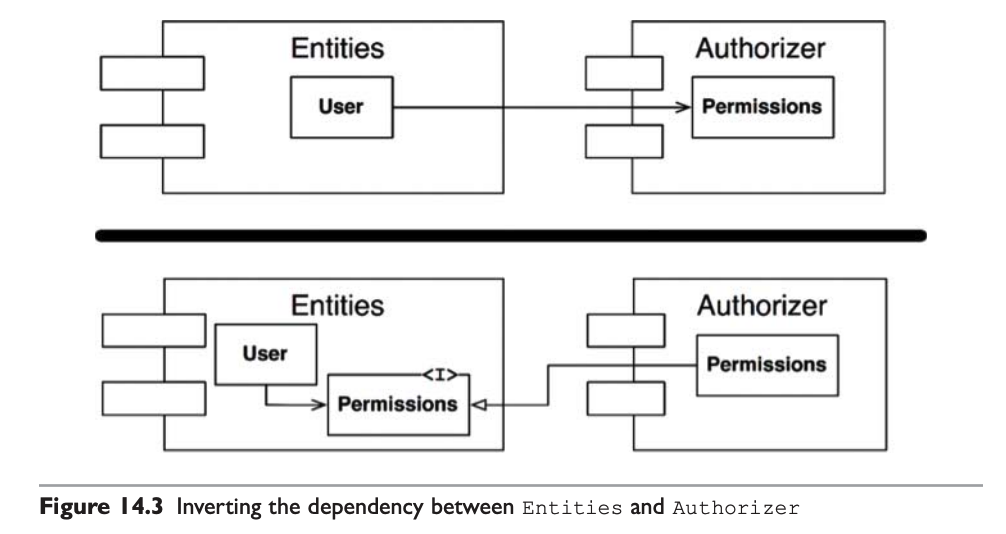 Entities
Authorizer
User
Permissions
Entities
Authorizer
User
<I>
Permissions
Permissions
Figure 14.3 Inverting the dependency between Entities and Authorizer